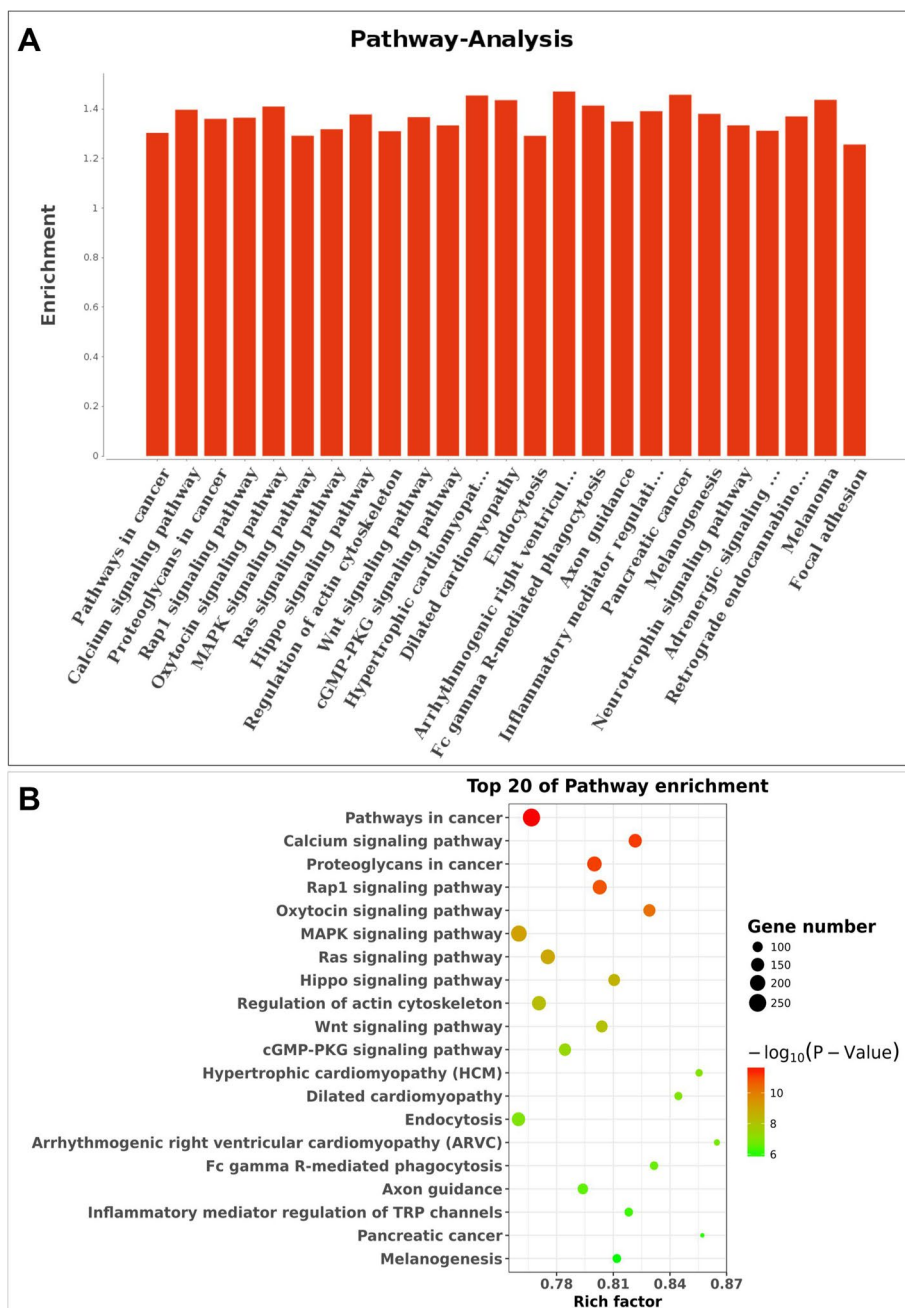 A
Pathway-Analysis
Enrichment
1.4
1.2
1
0.8
0.6
0.4
0.2
0
Pathways in cancer
Calcium signaling pathway
Proteoglycans in cancer
Rap1 signaling pathway
Oxytocin signaling pathway
MAPK signaling pathway
Ras signaling pathway
Hippo signaling pathway
Regulation of actin cytoskeleton
Wnt signaling pathway
cGMP-PKG signaling pathway
Hypertrophic cardiomyopat...
Dilated cardiomyopathy
Endocytosis
Arrhythmogenic right ventricul...
Fc gamma R-mediated phagocytosis
Axon guidance
Inflammatory mediator regulati...
Pancreatic cancer
Melanogenesis
Neurotrophin signaling pathway
Adrenergic signaling ...
Retrograde endocannabino...
Melanoma
Focal adhesion
B
Top 20 of Pathway enrichment
Pathways in cancer
Calcium signaling pathway
Proteoglycans in cancer
Rap1 signaling pathway
Oxytocin signaling pathway
MAPK signaling pathway
Ras signaling pathway
Hippo signaling pathway
Regulation of actin cytoskeleton
Wnt signaling pathway
cGMP-PKG signaling pathway
Hypertrophic cardiomyopathy (HCM)
Dilated cardiomyopathy
Endocytosis
Arrhythmogenic right ventricular cardiomyopathy (ARVC)
Fc gamma R-mediated phagocytosis
Axon guidance
Inflammatory mediator regulation of TRP channels
Pancreatic cancer
Melanogenesis
0.78 0.81 0.84 0.87
Rich factor
Gene number
100
150
200
250
−log10(P−Value)
10
8
6